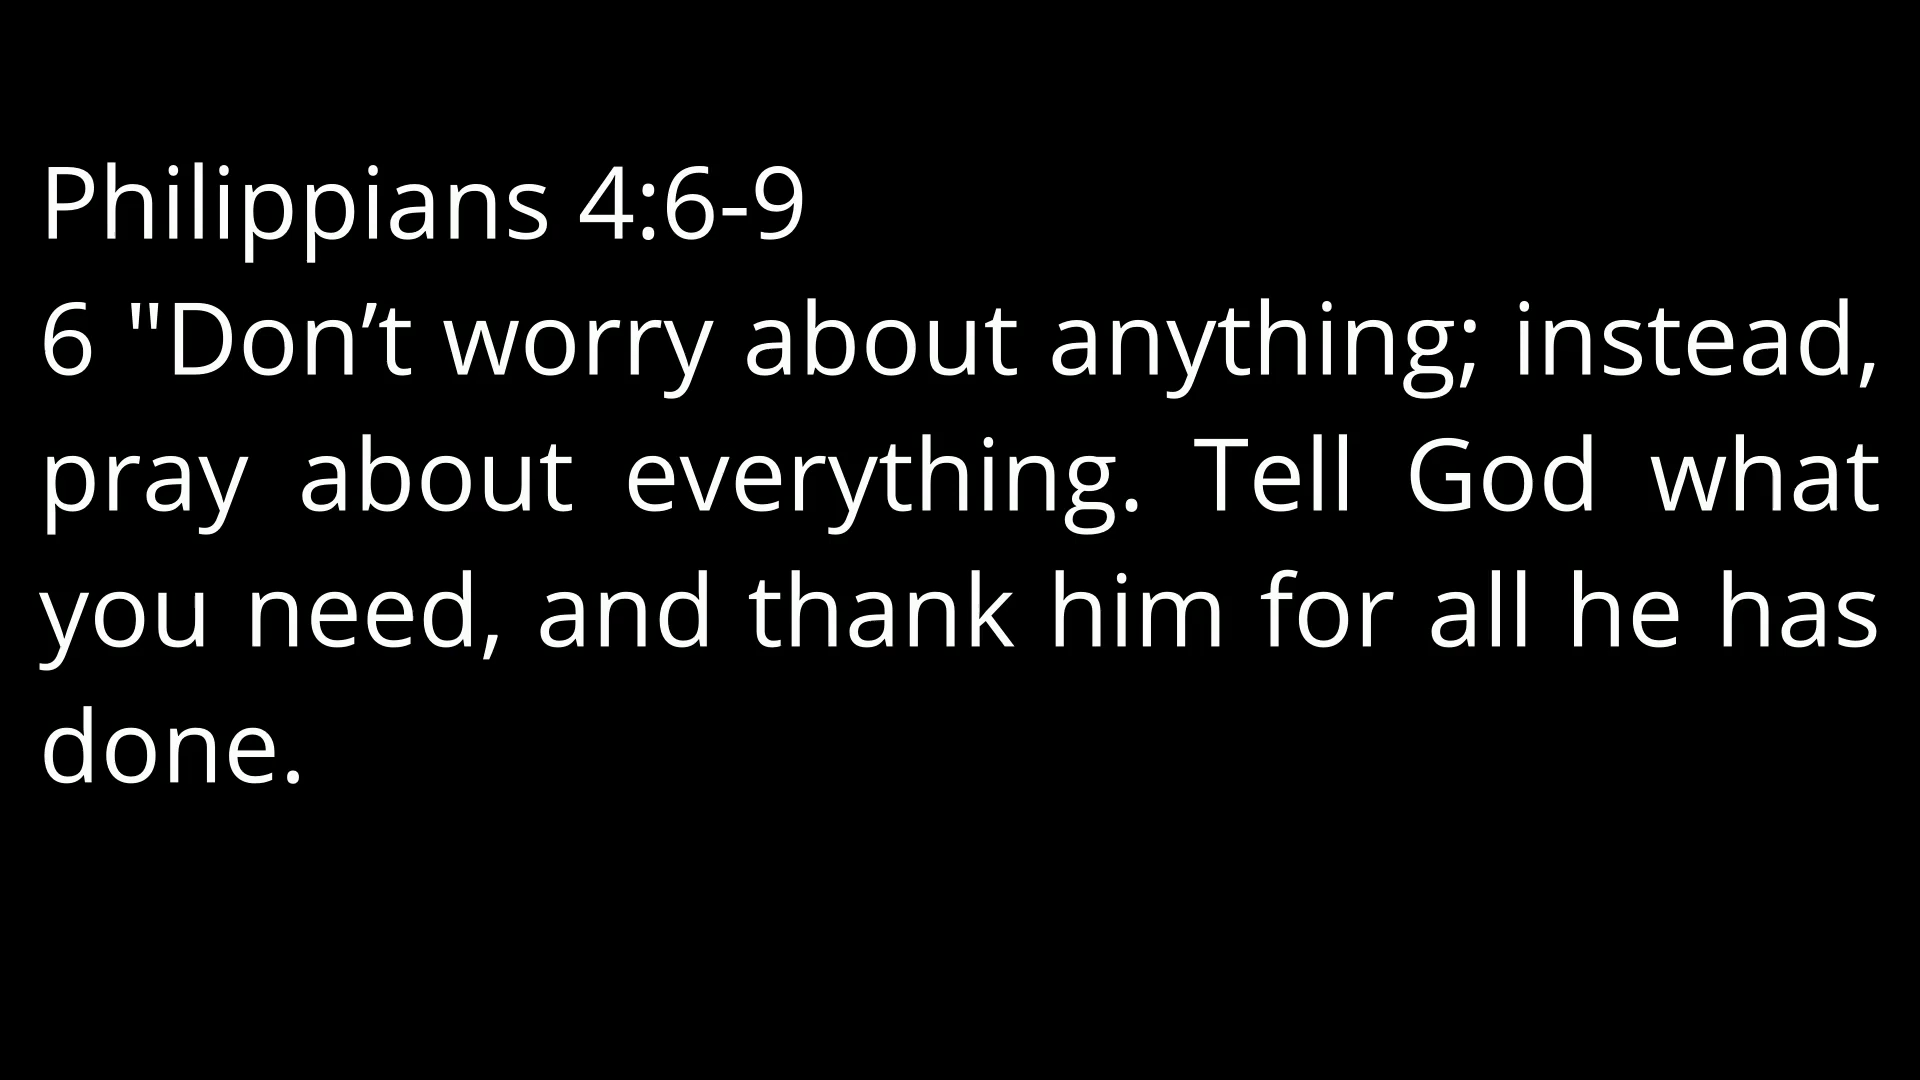 Philippians 4:6-9
6 "Don’t worry about anything; instead,
pray about everything. Tell God what
you need, and thank him for all he has
done.